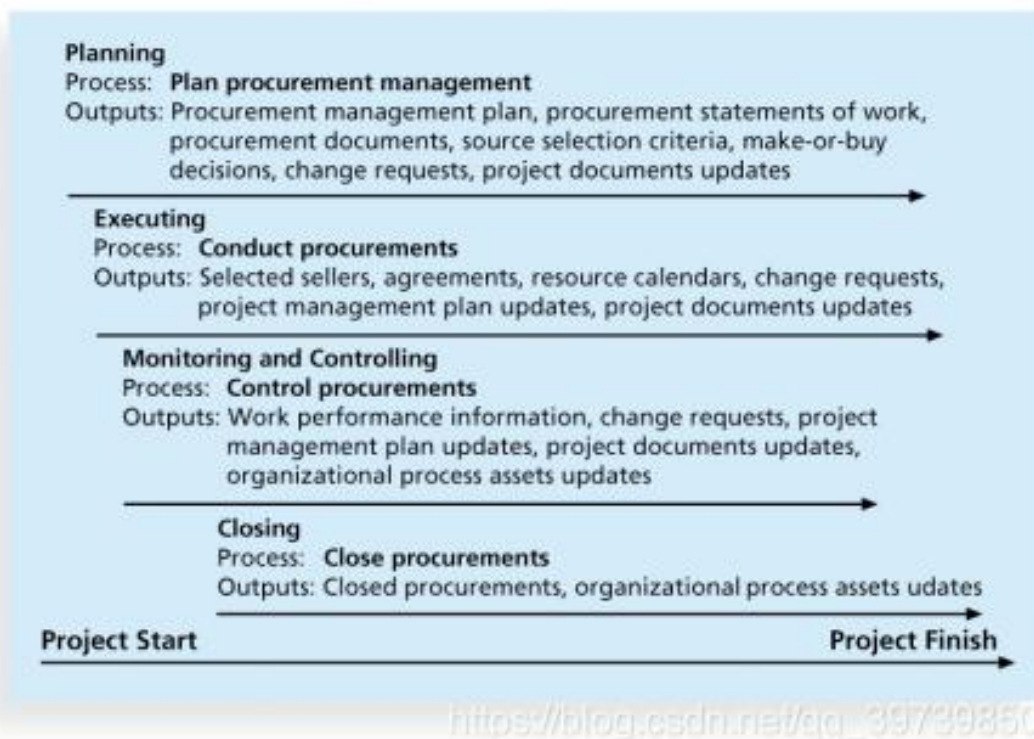 Planning
Process: Plan procurement management
Outputs: Procurement management plan, procurement statements of work,
procurement documents, source selection criteria, make-or-buy
decisions, change requests, project documents updates
Executing
Process: Conduct procurements
Outputs: Selected sellers, agreements, resource calendars, change requests,
project management plan updates, project documents updates
Monitoring and Controlling
Process: Control procurements
Outputs: Work performance information, change requests, project
management plan updates, project documents updates,
organizational process assets updates
Closing
Process: Close procurements
Outputs: Closed procurements, organizational process assets udates
Project Start Project Finish
https://blog.csdn.net/qq_39739850